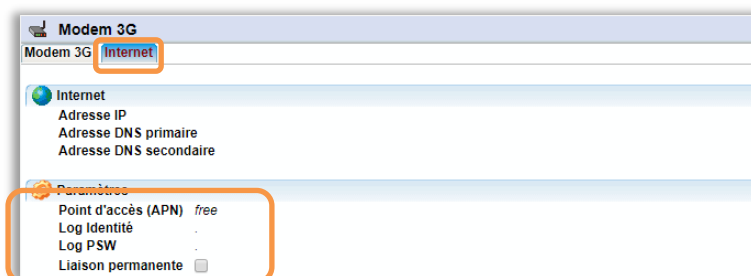 Modem 3G
Modem 3G Internet
Internet
Adresse IP
Adresse DNS primaire
Adresse DNS secondaire
Paramètres
Point d'accès (APN) free
Log Identité .
Log PSW .
Liaison permanente